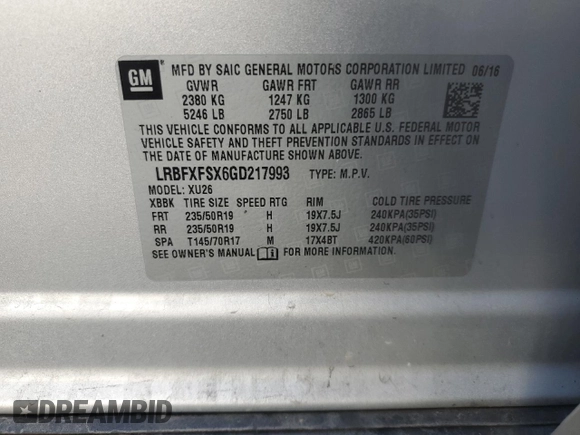 GM
MFD BY SAIC GENERAL MOTORS CORPORATION LIMITED 06/16
GVWR GAWR FRT GAWR RR
2380 KG 1247 KG 1300 KG
5246 LB 2750 LB 2865 LB
THIS VEHICLE CONFORMS TO ALL APPLICABLE U.S. FEDERAL MOTOR
VEHICLE SAFETY AND THEFT PREVENTION STANDARDS IN EFFECT ON
THE DATE OF MANUFACTURE SHOWN ABOVE.
LRBFXFSX6GD217993 TYPE: M.P.V.
MODEL: XU26
XBBK TIRE SIZE SPEED RTG RIM COLD TIRE PRESSURE
FRT 235/50R19 H 19X7.5J 240KPA(35PSI)
RR 235/50R19 H 19X7.5J 240KPA(35PSI)
SPA T145/70R17 M 17X4BT 420KPA(60PSI)
SEE OWNER'S MANUAL FOR MORE INFORMATION.
DREAMBID